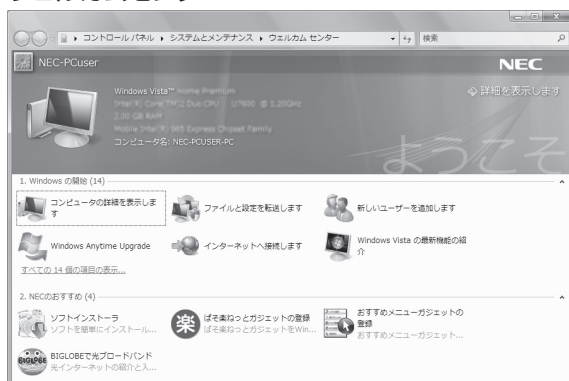 コントロール パネル ▸ システムとメンテナンス ▸ ウェルカム センター
検索
NEC-PCuser
NEC
Windows Vista™ Home Premium
詳細を表示します
Intel(R) Core(TM)2 Duo CPU U7600 @ 1.20GHz
2.00 GB RAM
Mobile Intel(R) 965 Express Chipset Family
コンピュータ名: NEC-PCUSER-PC
ようこそ
1. Windows の開始 (14)
コンピュータの詳細を表示しま
す
ファイルと設定を転送します
新しいユーザーを追加します
Windows Anytime Upgrade
インターネットへ接続します
Windows Vista の最新機能の紹
介
すべての 14 個の項目の表示...
2. NECのおすすめ (4)
ソフトインストーラ
ソフトを簡単にインストール...
楽
ぱそ楽ねっとガジェットの登録
ぱそ楽ねっとガジェットをWin...
おすすめメニューガジェットの
登録
おすすめメニューガジェット...
BIGLOBE
BIGLOBEで光ブロードバンド
光インターネットの紹介と入...